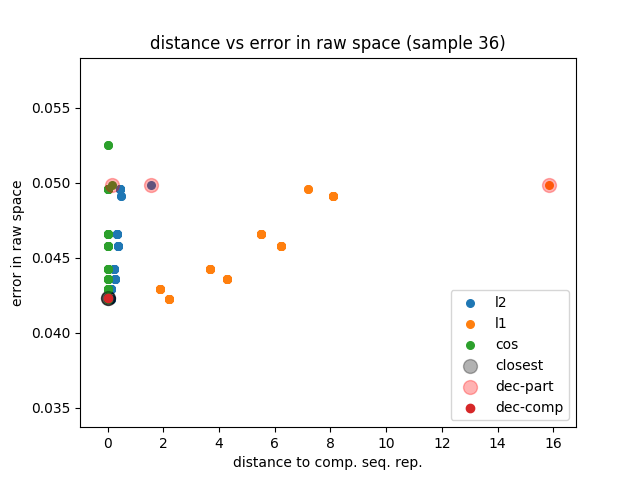 distance vs error in raw space (sample 36)
error in raw space
0.055
0.050
0.045
0.040
0.035
0 2 4 6 8 10 12 14 16
distance to comp. seq. rep.
l2
l1
cos
closest
dec-part
dec-comp